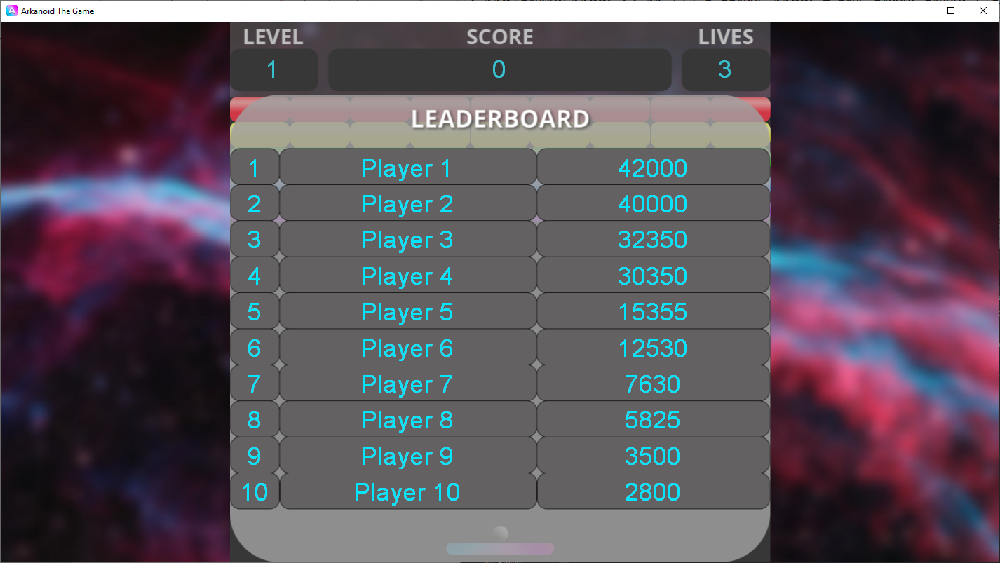 Arkanoid The Game
LEVEL SCORE LIVES
1 0 3
LEADERBOARD
1 Player 1 42000
2 Player 2 40000
3 Player 3 32350
4 Player 4 30350
5 Player 5 15355
6 Player 6 12530
7 Player 7 7630
8 Player 8 5825
9 Player 9 3500
10 Player 10 2800